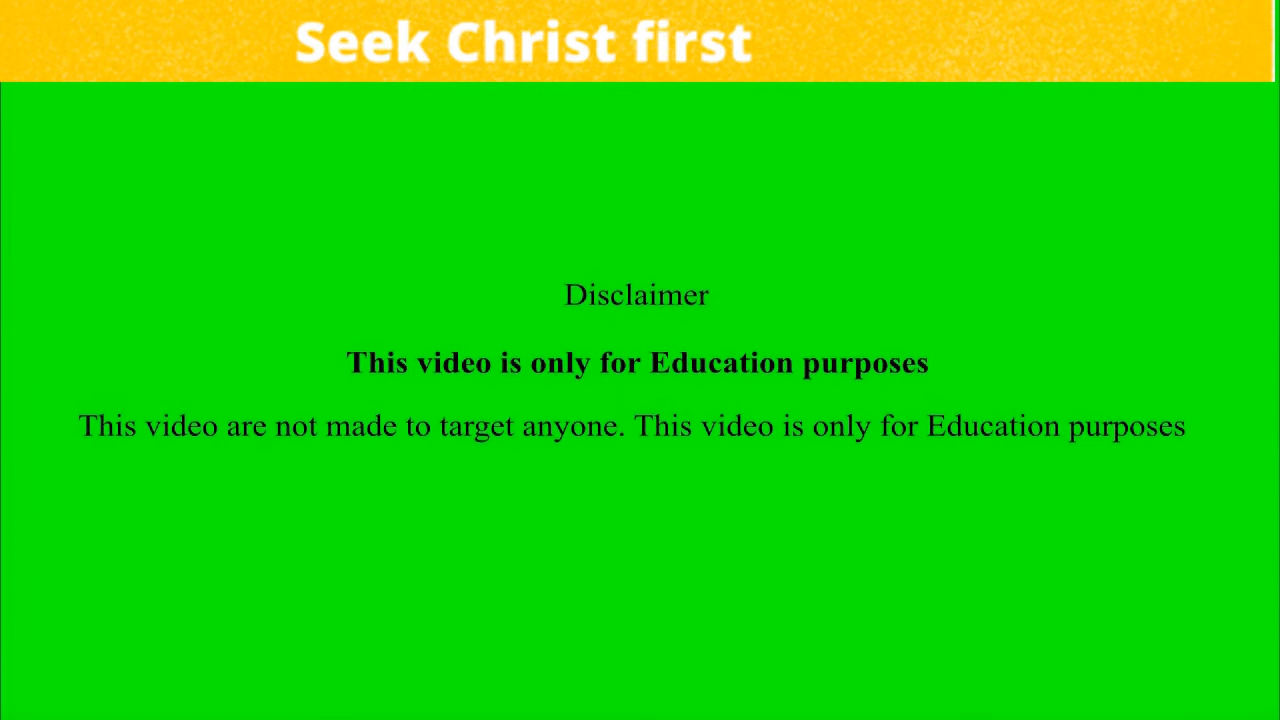 Seek Christ first
Disclaimer
This video is only for Education purposes
This video are not made to target anyone. This video is only for Education purposes